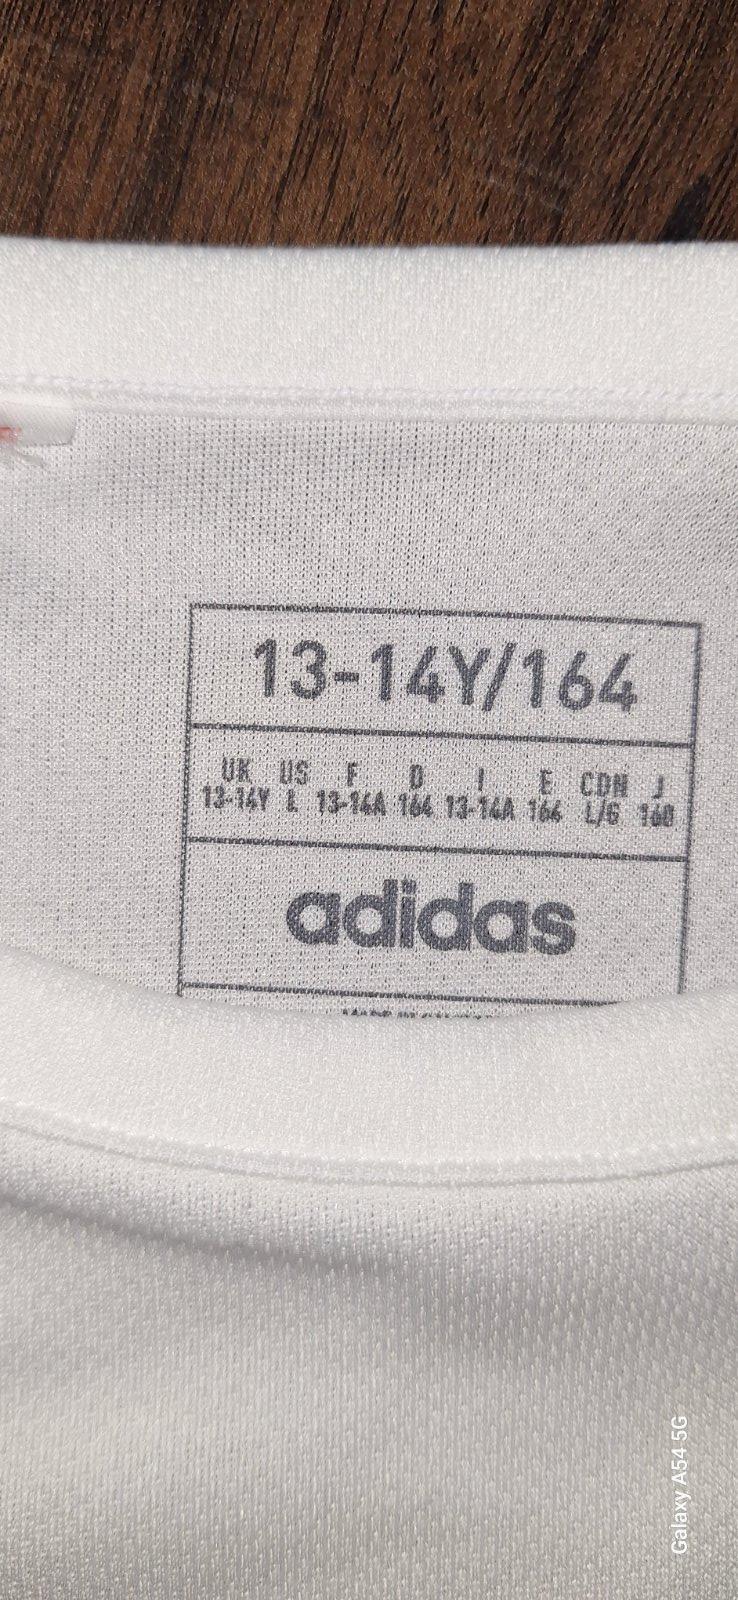 13-14Y/164
UK US F D I E CDN J
13-14Y L 13-14A 164 13-14A 164 L/G 160
adidas
Galaxy A54 5G